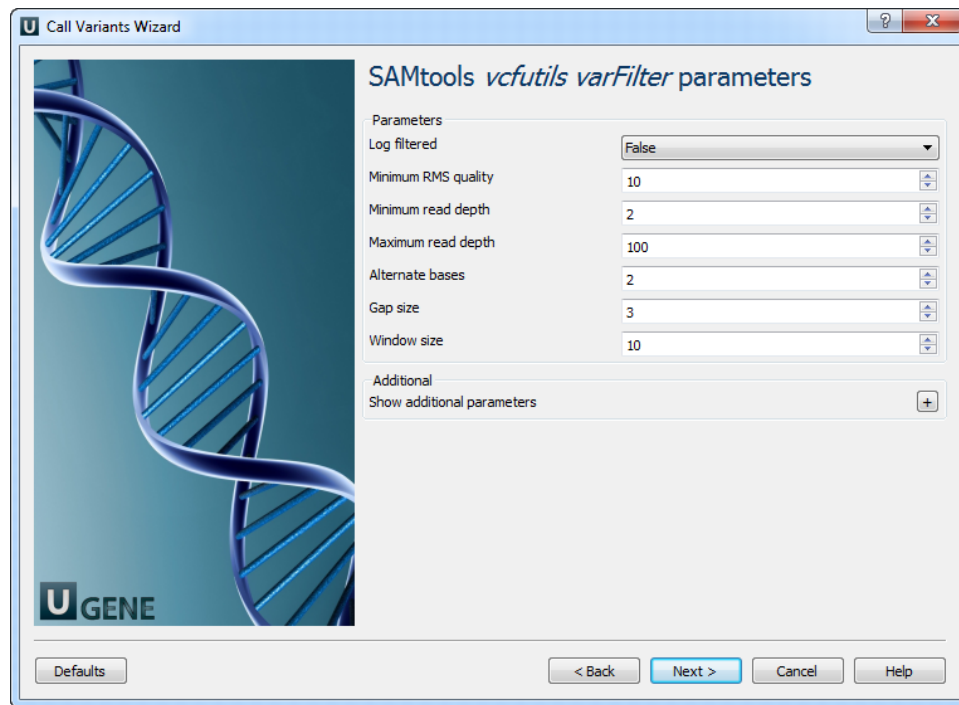 U Call Variants Wizard
? X
SAMtools vcfutils varFilter parameters
Parameters
Log filtered False
Minimum RMS quality 10
Minimum read depth 2
Maximum read depth 100
Alternate bases 2
Gap size 3
Window size 10
Additional
Show additional parameters +
U GENE
Defaults < Back Next > Cancel Help